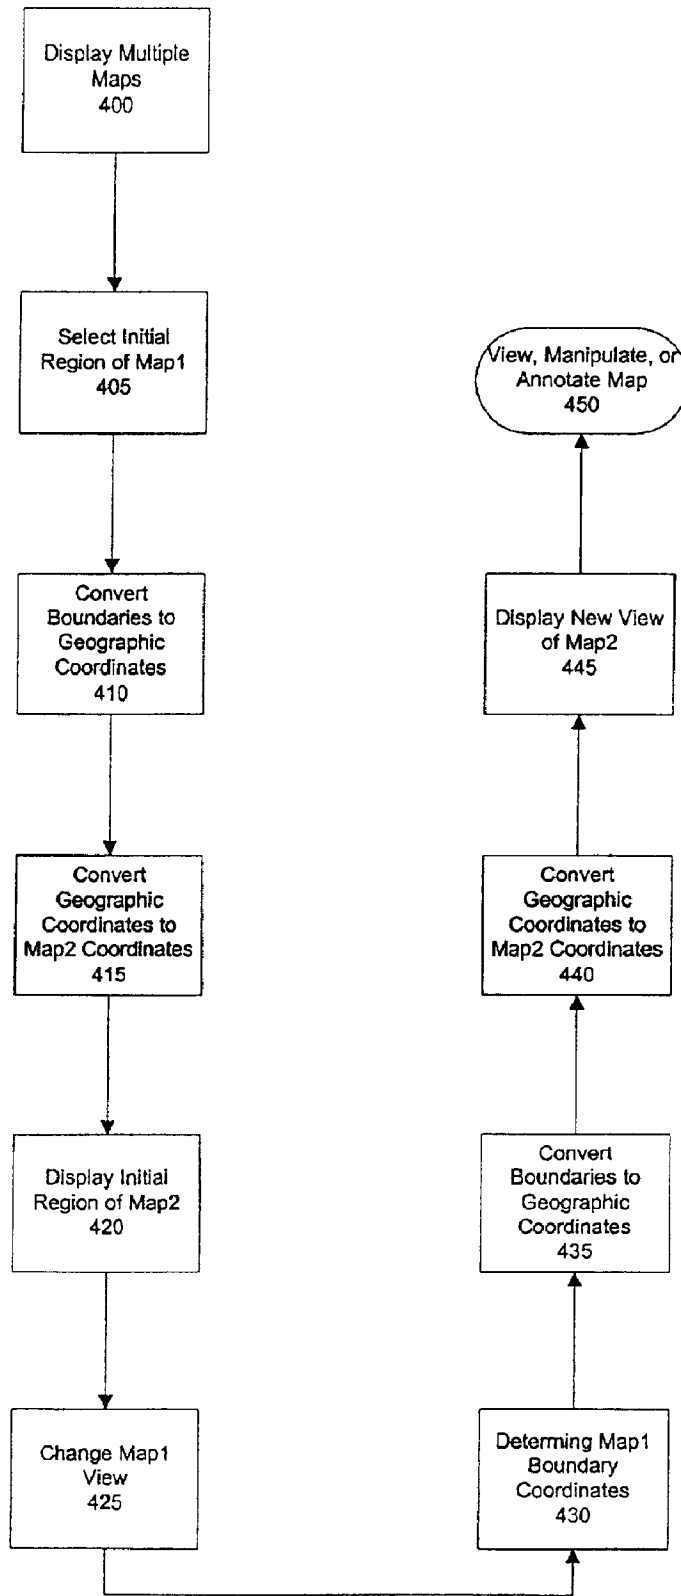 Display Multiple
Maps
400
Select Initial
Region of Map1
405
Convert
Boundaries to
Geographic
Coordinates
410
Convert
Geographic
Coordinates to
Map2 Coordinates
415
Display Initial
Region of Map2
420
Change Map1
View
425
Determing Map1
Boundary
Coordinates
430
Convert
Boundaries to
Geographic
Coordinates
435
Convert
Geographic
Coordinates to
Map2 Coordinates
440
Display New View
of Map2
445
View, Manipulate, or
Annotate Map
450